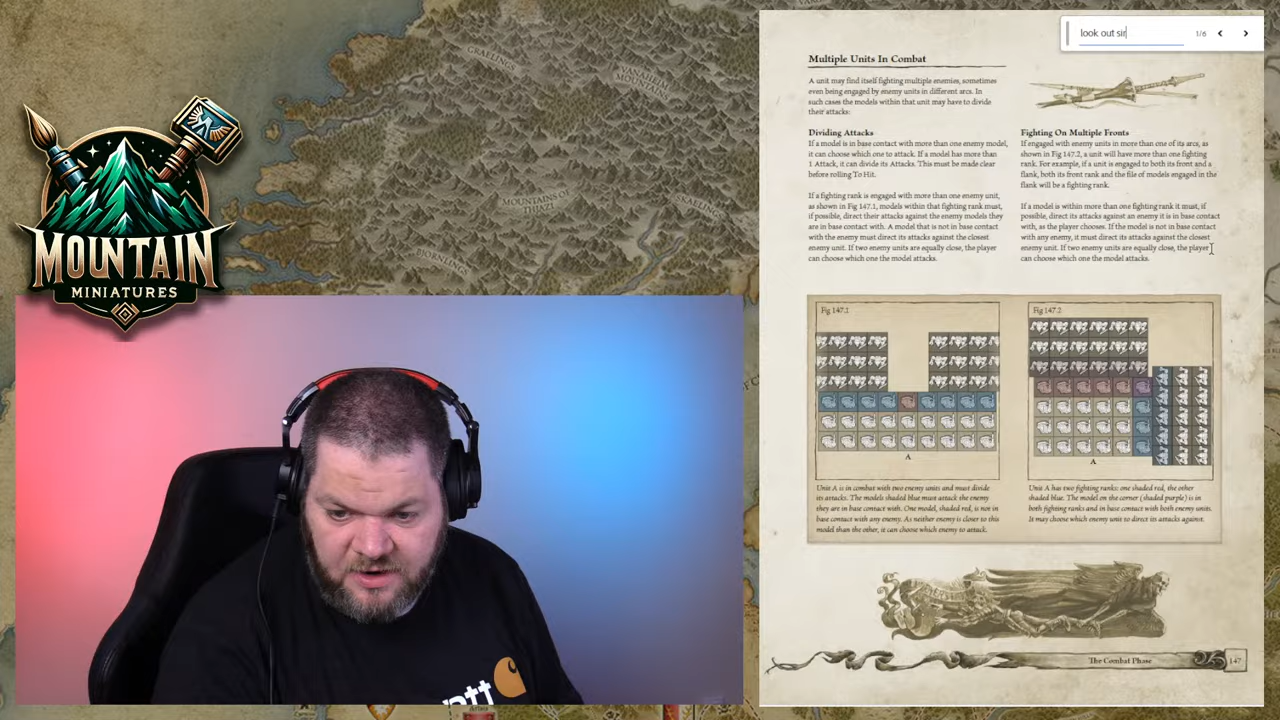 look out sir
1/6
GRAELINGS
MOUNTAIN
MOUNTAINS
MOUNTAIN
MINIATURES
Multiple Units In Combat
A unit may find itself fighting multiple enemies, sometimes
even being engaged by enemy units in different arcs. In
such cases the models within that unit may have to divide
their attacks:
Dividing Attacks
If a model is in base contact with more than one enemy model,
it can choose which one to attack. If a model has more than
1 Attack, it can divide its Attacks. This must be made clear
before rolling To Hit.
If a fighting rank is engaged with more than one enemy unit,
as shown in Fig 147.1, models within that fighting rank must,
if possible, direct their attacks against the enemy models they
are in base contact with. A model that is not in base contact
with the enemy must direct its attacks against the closest
enemy unit. If two enemy units are equally close, the player
can choose which one the model attacks.
Fighting On Multiple Fronts
If engaged with enemy units in more than one of its arcs, as
shown in Fig 147.2, a unit will have more than one fighting
rank. For example, if a unit is engaged to both its front and a
flank, both its front rank and the file of models engaged in the
flank will be a fighting rank.
If a model is within more than one fighting rank it must, if
possible, direct its attacks against an enemy it is in base contact
with, as the player chooses. If the model is not in base contact
with any enemy, it must direct its attacks against the closest
enemy unit. If two enemy units are equally close, the player
can choose which one the model attacks.
Fig 147.1
A
Unit A is in combat with two enemy units and must divide
its attacks. The models shaded blue must attack the enemy
they are in base contact with. One model, shaded red, is not in
base contact with any enemy. As neither enemy is closer to this
model than the other, it can choose which enemy to attack.
Fig 147.2
A
Unit A has two fighting ranks: one shaded red, the other
shaded blue. The model on the corner (shaded purple) is in
both fighting ranks and in base contact with both enemy units.
It may choose which enemy unit to direct its attacks against.
The Combat Phase
147